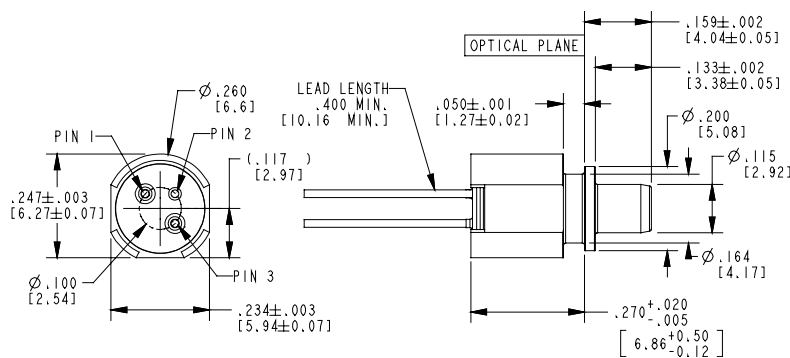 .159±.002
[4.04±0.05]
OPTICAL PLANE
.133±.002
[3.38±0.05]
LEAD LENGTH
.400 MIN.
[10.16 MIN.]
.050±.001
[1.27±0.02]
Ø.260
[6.6]
Ø.200
[5.08]
PIN 1
PIN 2
(.117 )
[2.97]
Ø.115
[2.92]
.247±.003
[6.27±0.07]
Ø.164
[4.17]
Ø.100
[2.54]
PIN 3
.234±.003
[5.94±0.07]
.270+.020 -.005
[6.86+0.50 -0.12]